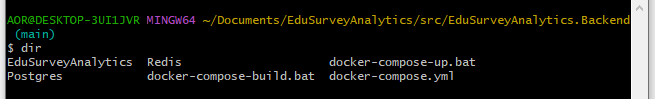 AOR@DESKTOP-3UI1JVR MINGW64 ~/Documents/EduSurveyAnalytics/src/EduSurveyAnalytics.Backend
(main)
$ dir
EduSurveyAnalytics  Redis                     docker-compose-up.bat
Postgres            docker-compose-build.bat  docker-compose.yml